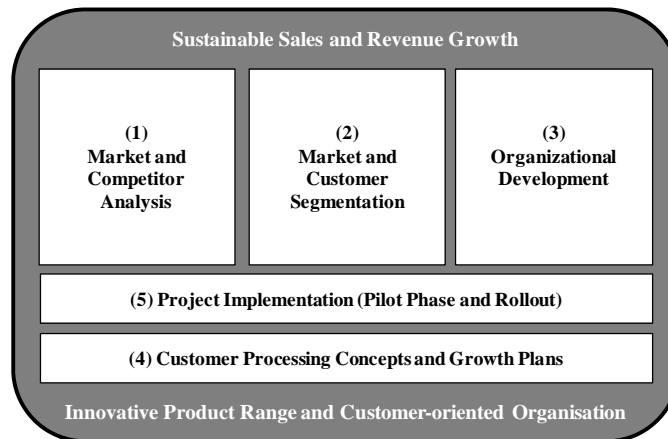 Sustainable Sales and Revenue Growth
(1)
Market and
Competitor
Analysis
(2)
Market and
Customer
Segmentation
(3)
Organizational
Development
(5) Project Implementation (Pilot Phase and Rollout)
(4) Customer Processing Concepts and Growth Plans
Innovative Product Range and Customer-oriented Organisation